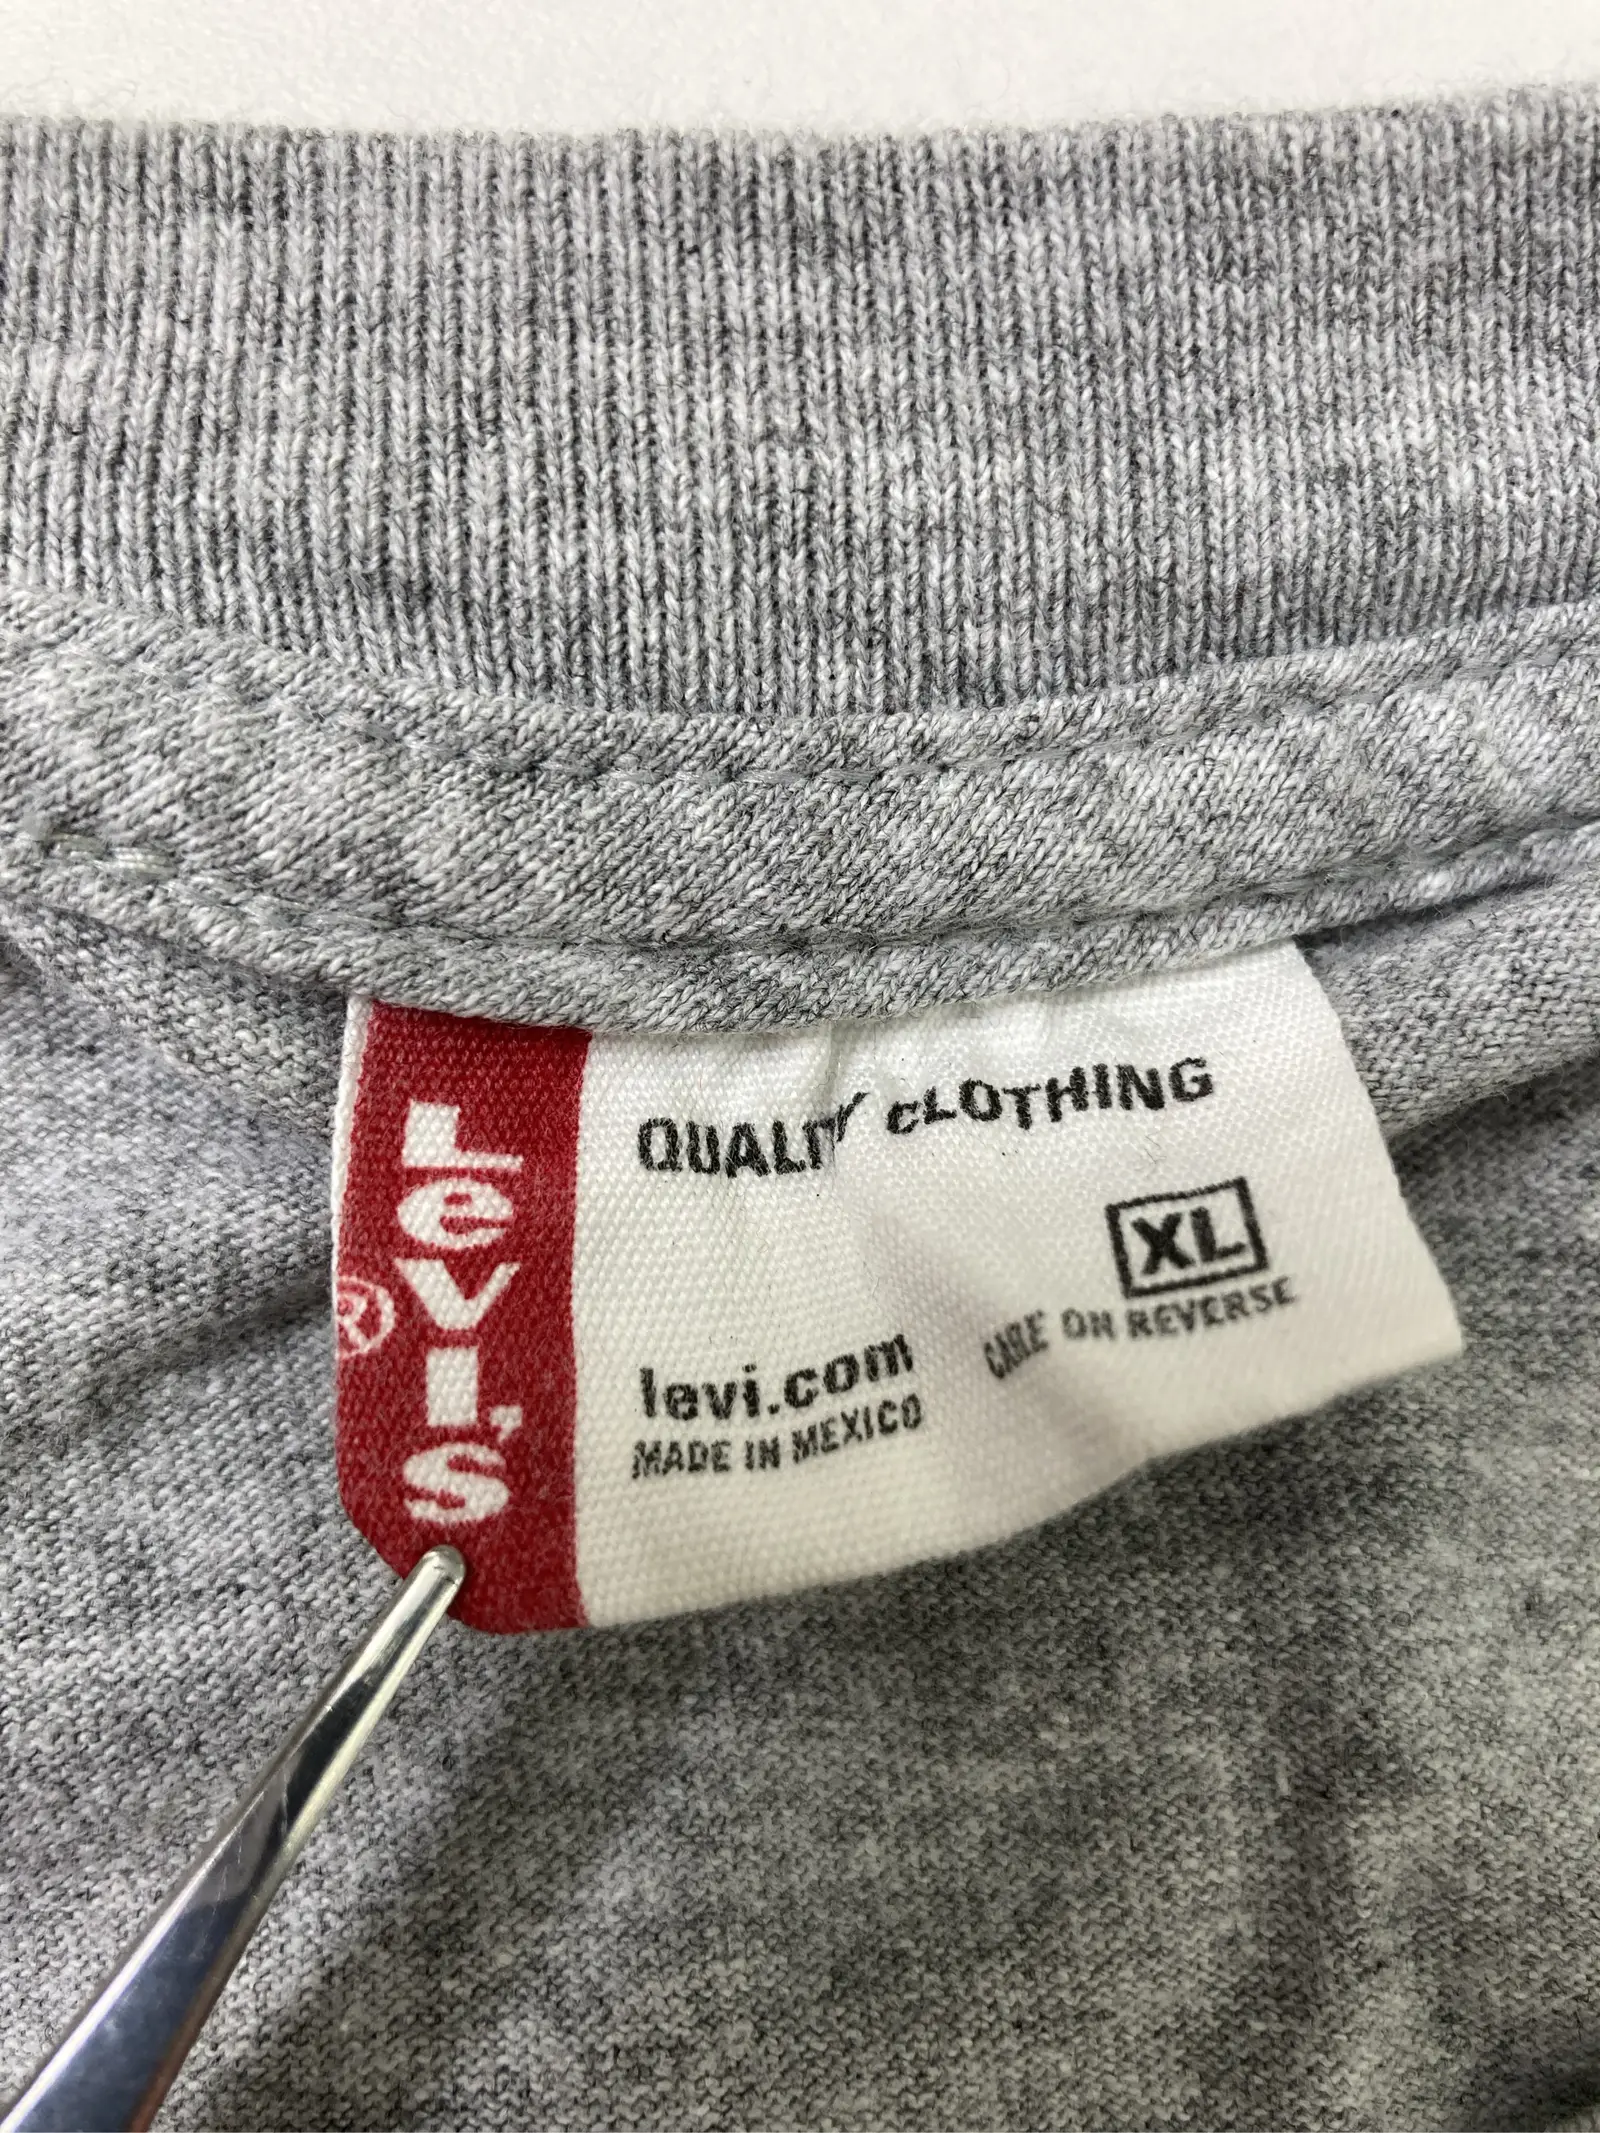 Levi's
®
QUALITY CLOTHING
XL
CARE ON REVERSE
levi.com
MADE IN MEXICO